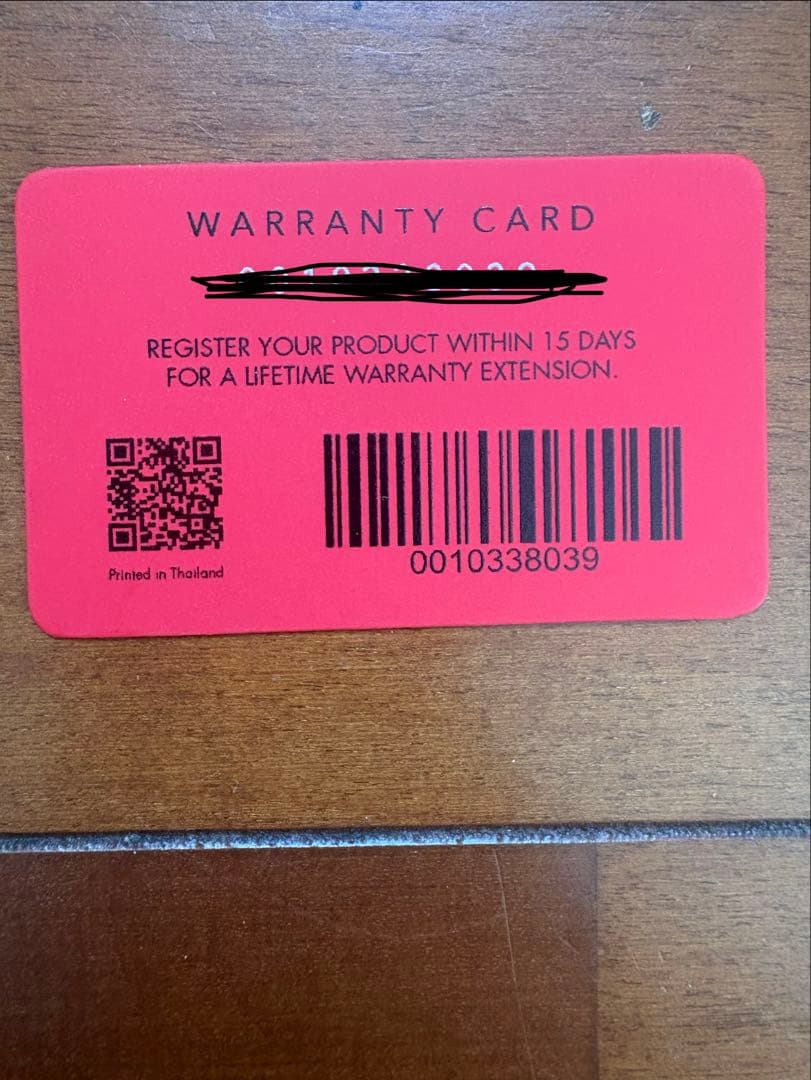 WARRANTY CARD
REGISTER YOUR PRODUCT WITHIN 15 DAYS
FOR A LIFETIME WARRANTY EXTENSION.
Printed in Thailand
0010338039